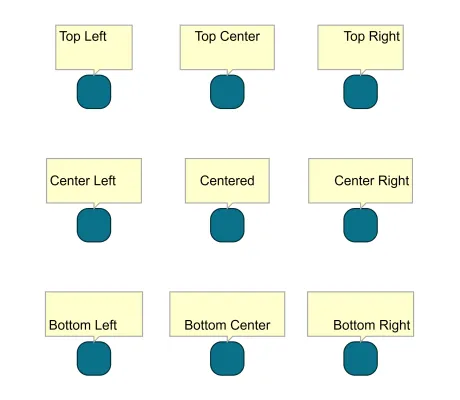 Top Left
Top Center
Top Right
Center Left
Centered
Center Right
Bottom Left
Bottom Center
Bottom Right